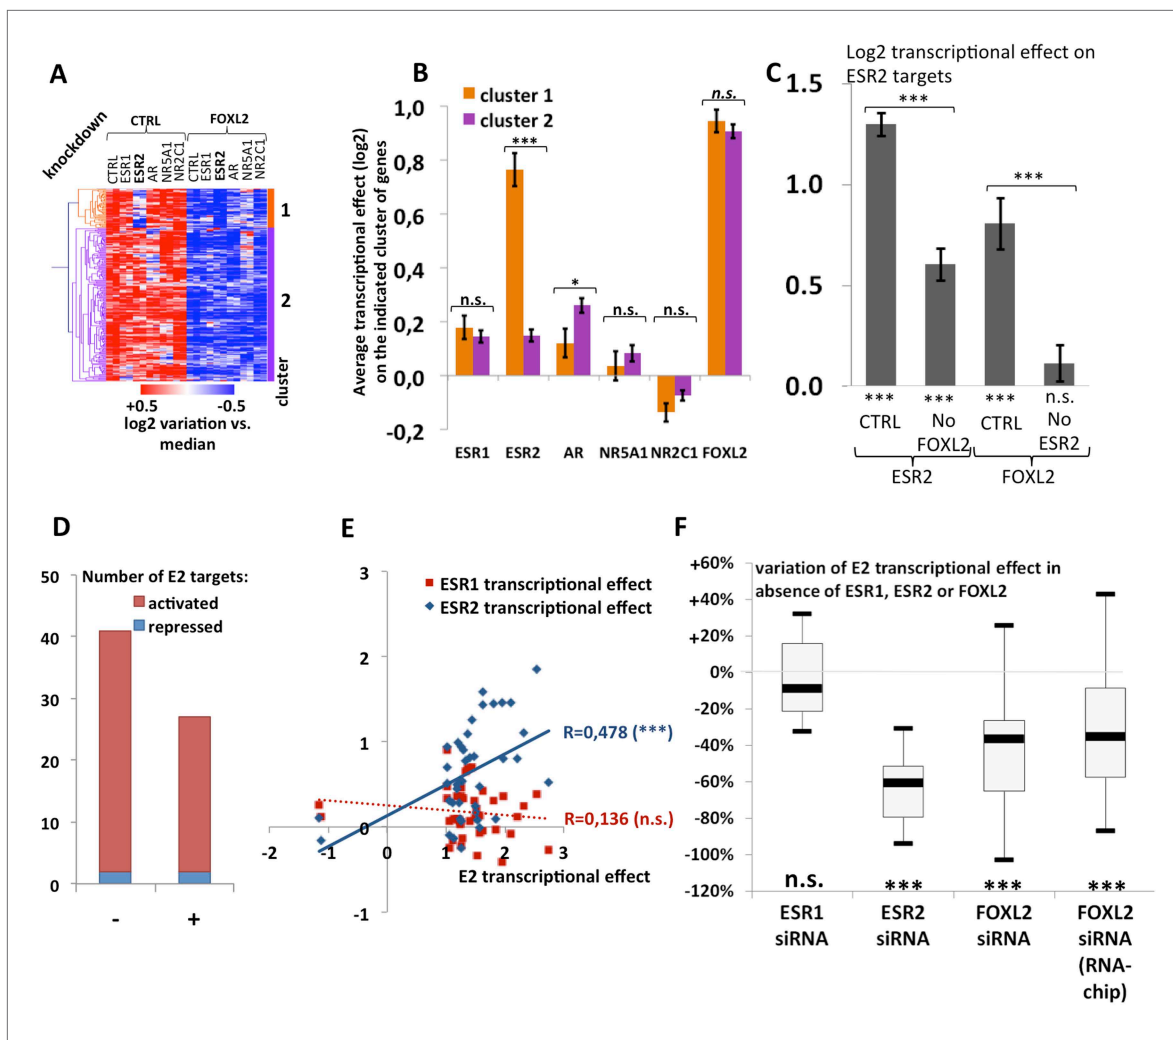 A
knockdown
CTRL
FOXL2
CTRL
ESR1
ESR2
AR
NR5A1
NR2C1
CTRL
ESR1
ESR2
AR
NR5A1
NR2C1
1
2
cluster
+0.5 -0.5
log2 variation vs.
median
B
cluster 1
cluster 2
Average transcriptional effect (log2)
on the indicated cluster of genes
1,0
0,8
0,6
0,4
0,2
0,0
-0,2
n.s.
***
*
n.s.
n.s.
n.s.
ESR1 ESR2 AR NR5A1 NR2C1 FOXL2
C
Log2 transcriptional effect on
ESR2 targets
1.5
1.0
0.5
0.0
***
***
*** *** *** n.s.
CTRL No FOXL2 CTRL No ESR2
ESR2 FOXL2
D
50
40
30
20
10
0
Number of E2 targets:
activated
repressed
- +
E
3
2
1
0
-1
ESR1 transcriptional effect
ESR2 transcriptional effect
R=0,478 (***)
R=0,136 (n.s.)
-2 -1 0 1 2 3
E2 transcriptional effect
F
+60%
+40%
+20%
0%
-20%
-40%
-60%
-80%
-100%
-120%
variation of E2 transcriptional effect in
absence of ESR1, ESR2 or FOXL2
n.s. *** *** ***
ESR1 ESR2 FOXL2 FOXL2
siRNA siRNA siRNA siRNA
(RNA-
chip)